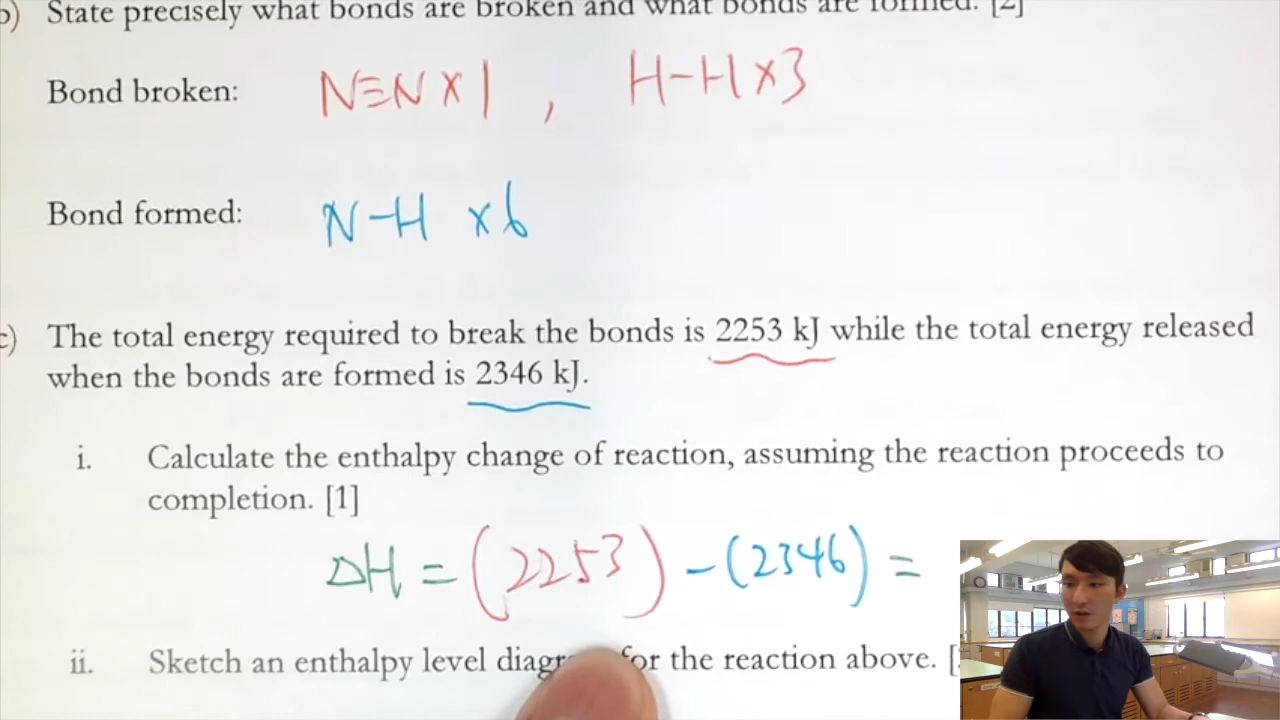 b) State precisely what bonds are broken and what bonds are formed. [2]
Bond broken: N≡N × 1 , H-H × 3
Bond formed: N-H × 6
c) The total energy required to break the bonds is 2253 kJ while the total energy released
when the bonds are formed is 2346 kJ.
i. Calculate the enthalpy change of reaction, assuming the reaction proceeds to
completion. [1]
ΔH = (2253) - (2346) =
ii. Sketch an enthalpy level for the reaction above. [